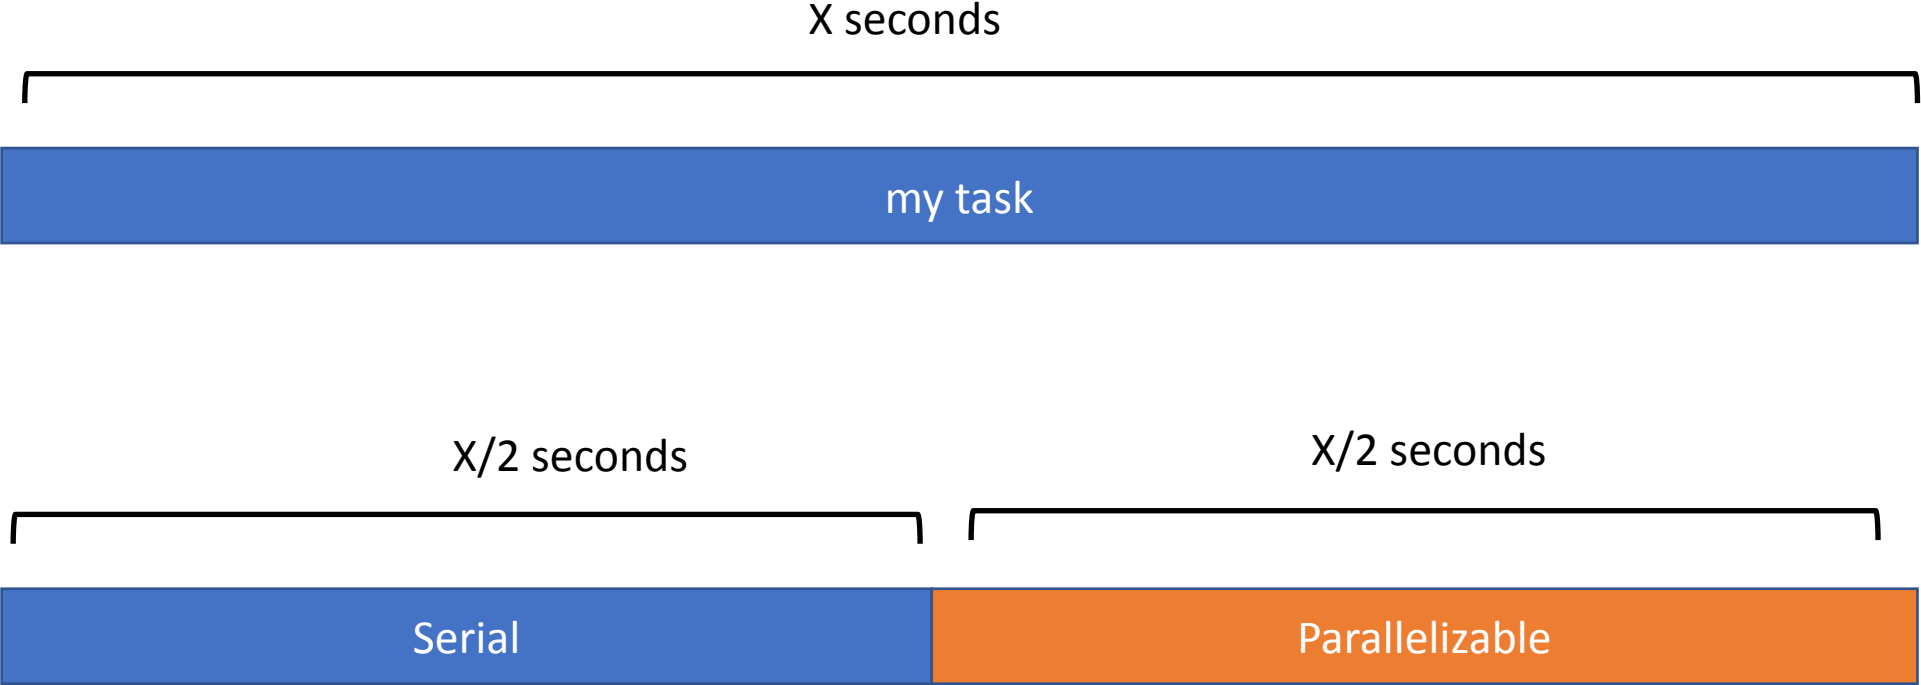 X seconds
my task
X/2 seconds
X/2 seconds
Serial
Parallelizable